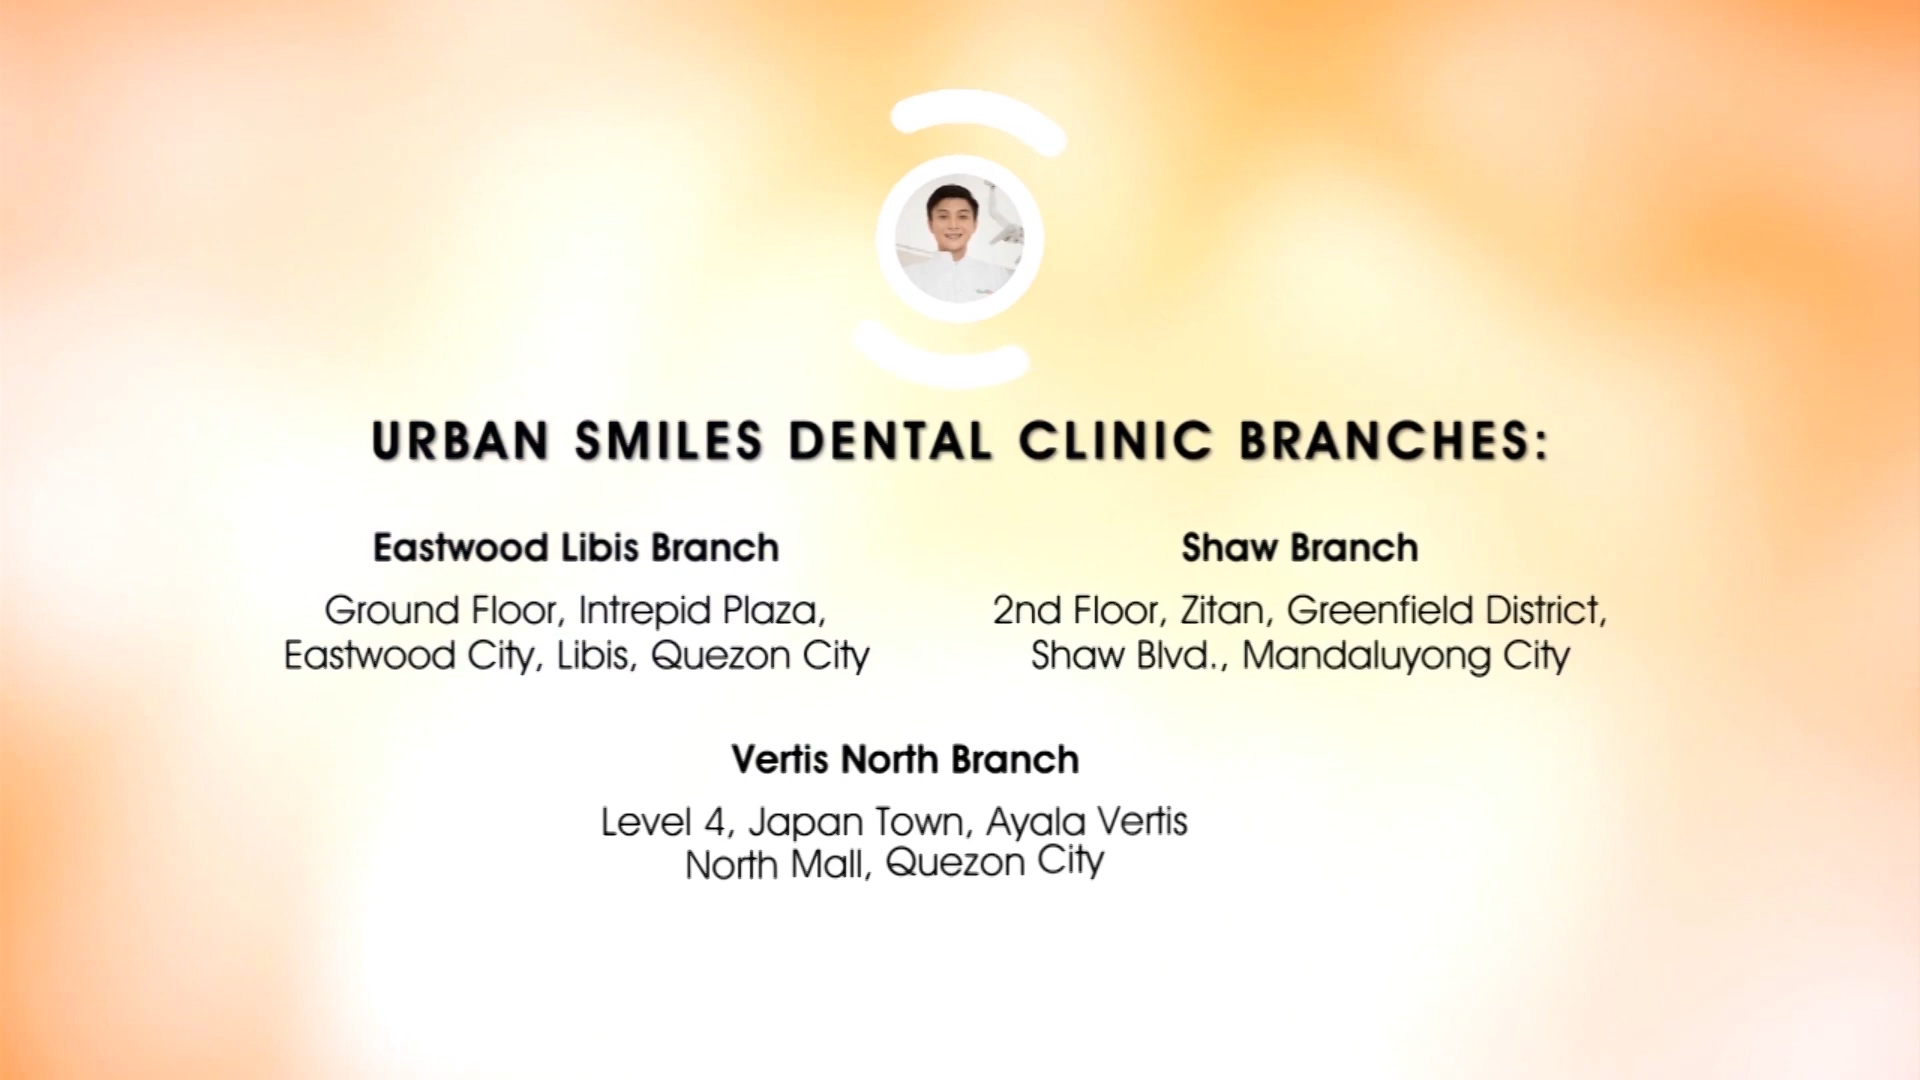 URBAN SMILES DENTAL CLINIC BRANCHES:
Eastwood Libis Branch
Ground Floor, Intrepid Plaza,
Eastwood City, Libis, Quezon City
Shaw Branch
2nd Floor, Zitan, Greenfield District,
Shaw Blvd., Mandaluyong City
Vertis North Branch
Level 4, Japan Town, Ayala Vertis
North Mall, Quezon City